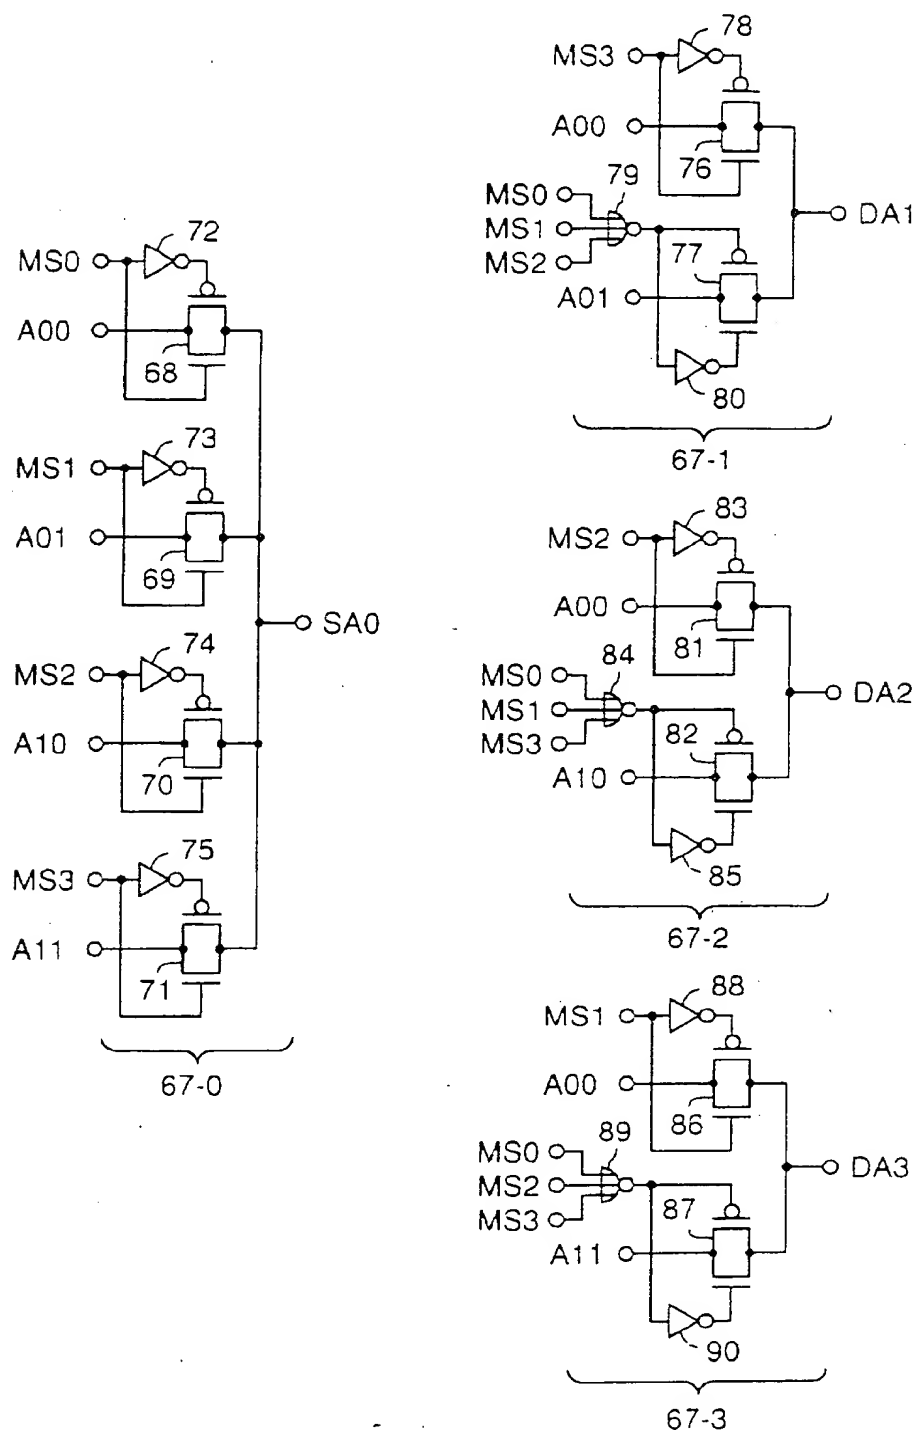 72
MS0
A00
68
73
MS1
A01
69
SA0
74
MS2
A10
70
75
MS3
A11
71
67-0
78
MS3
A00
76
79
MS0
MS1
MS2
77
A01
80
DA1
67-1
83
MS2
A00
81
84
MS0
MS1
MS3
82
A10
85
DA2
67-2
88
MS1
A00
86
89
MS0
MS2
MS3
87
A11
90
DA3
67-3